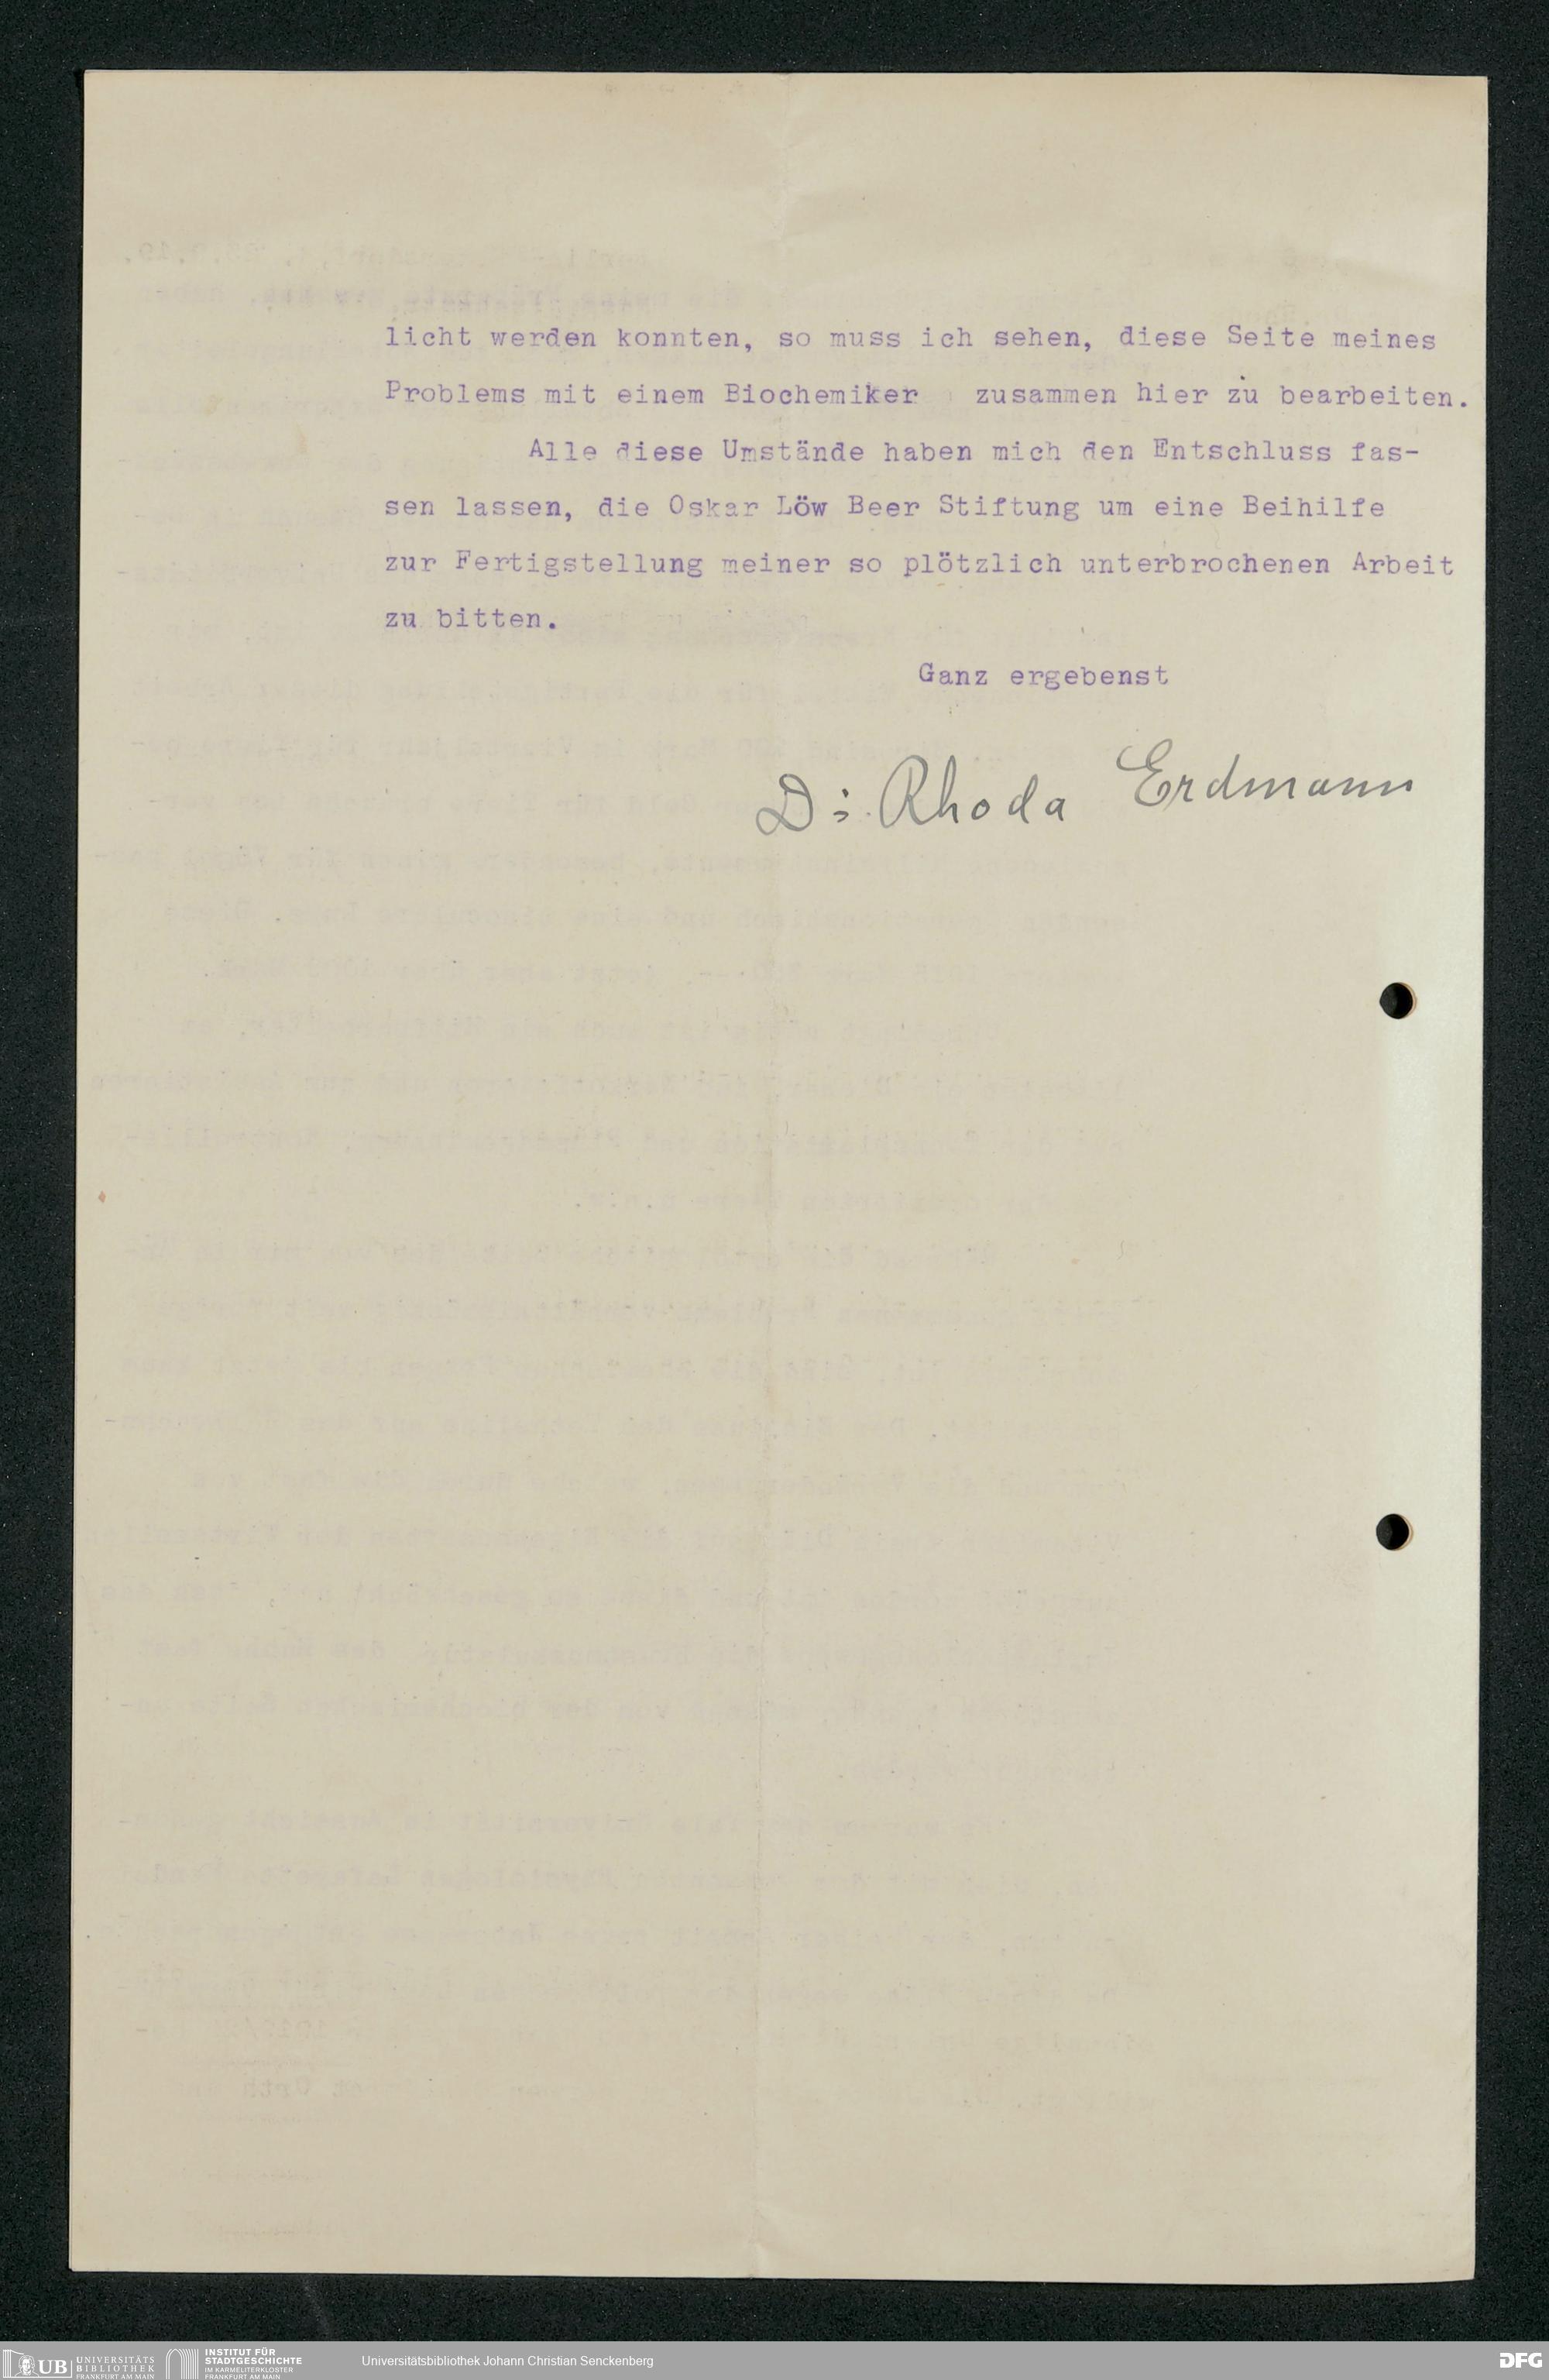 licht werden konnten, so muss ich sehen, diese Seite meines
Problems mit einem Biochemiker zusammen hier zu bearbeiten.
Alle diese Umstände haben mich den Entschluss fas-
sen lassen, die Oskar Löw Beer Stiftung um eine Beihilfe
zur Fertigstellung meiner so plötzlich unterbrochenen Arbeit
zu bitten.
Ganz ergebenst
Dr. Rhoda Erdmann
UB UNIVERSITÄTS
BIBLIOTHEK
FRANKFURT AM MAIN
INSTITUT FÜR
STADTGESCHICHTE
IM KARMELITERKLOSTER
FRANKFURT AM MAIN
Universitätsbibliothek Johann Christian Senckenberg
DFG